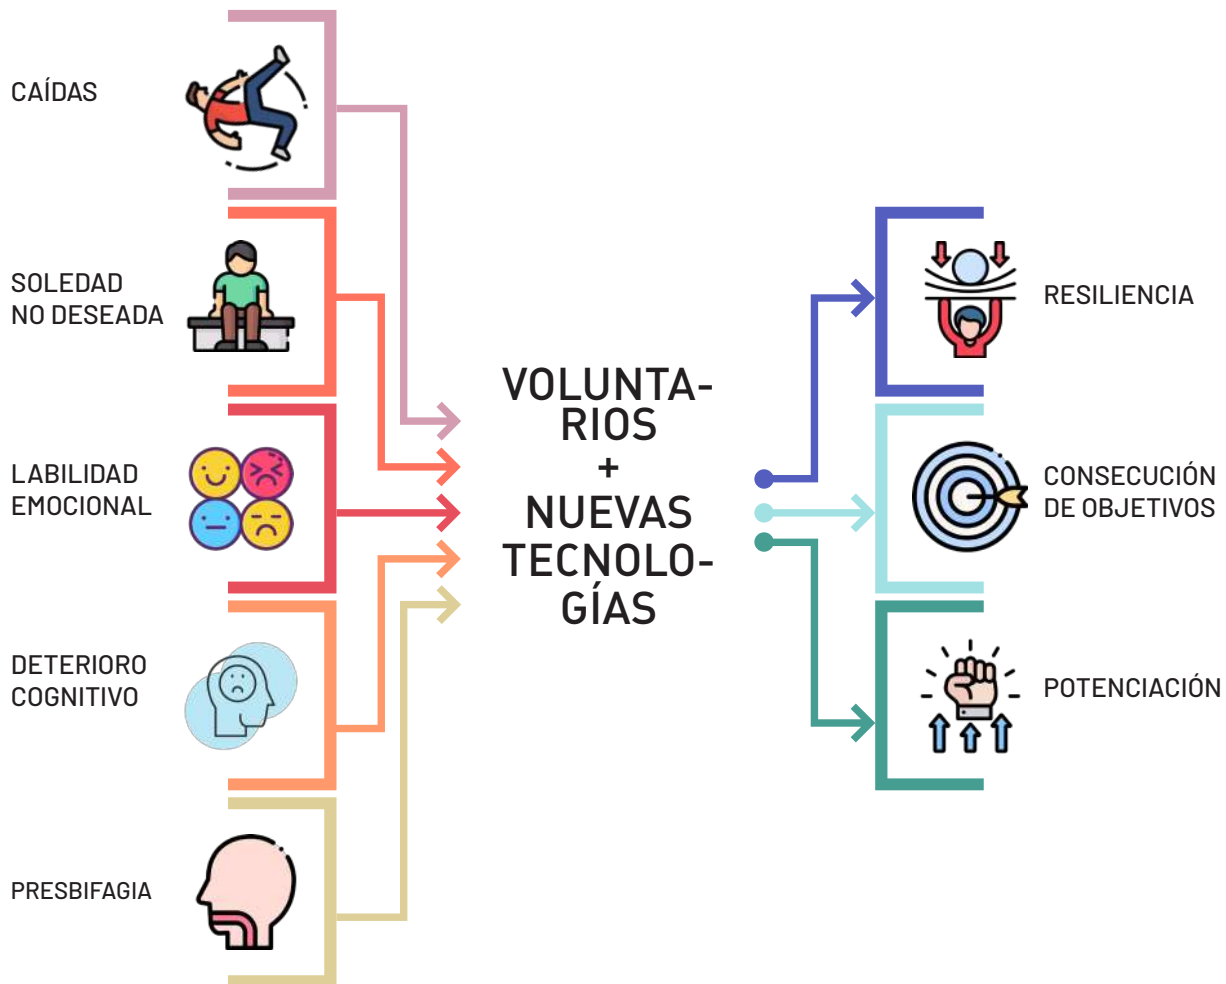 CAÍDAS
SOLEDAD
NO DESEADA
LABILIDAD
EMOCIONAL
DETERIORO
COGNITIVO
PRESBIFAGIA
VOLUNTA-
RIOS
+
NUEVAS
TECNOLO-
GÍAS
RESILIENCIA
CONSECUCIÓN
DE OBJETIVOS
POTENCIACIÓN